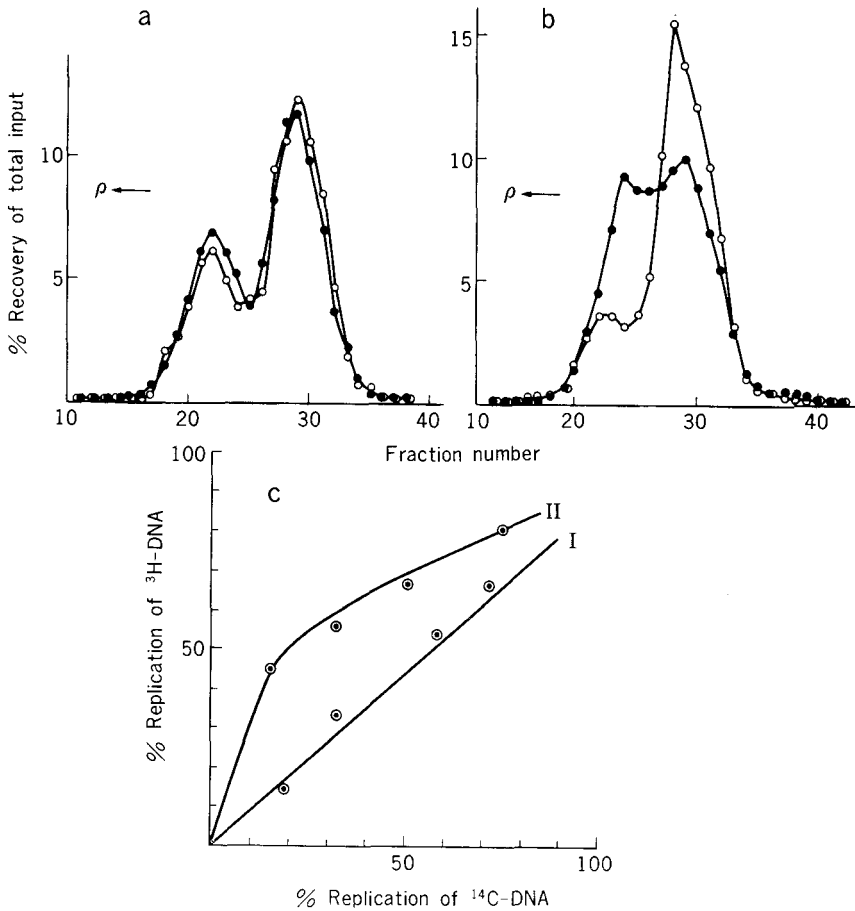 a
b
% Recovery of total input
10
5
ρ
10
20
30
40
15
10
5
ρ
10
20
30
40
Fraction number
c
100
50
% Replication of ³H-DNA
II
I
50
100
% Replication of ¹⁴C-DNA